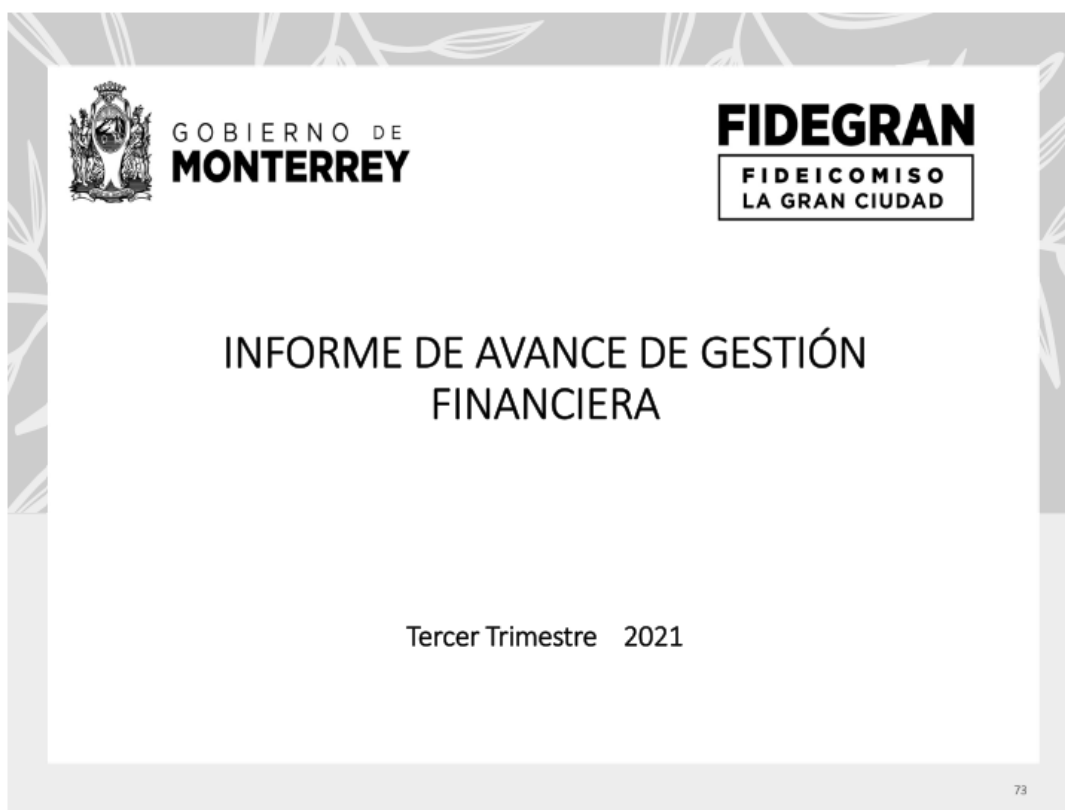 GOBIERNO DE
MONTERREY
FIDEGRAN
FIDEICOMISO
LA GRAN CIUDAD
INFORME DE AVANCE DE GESTIÓN
FINANCIERA
Tercer Trimestre 2021
73